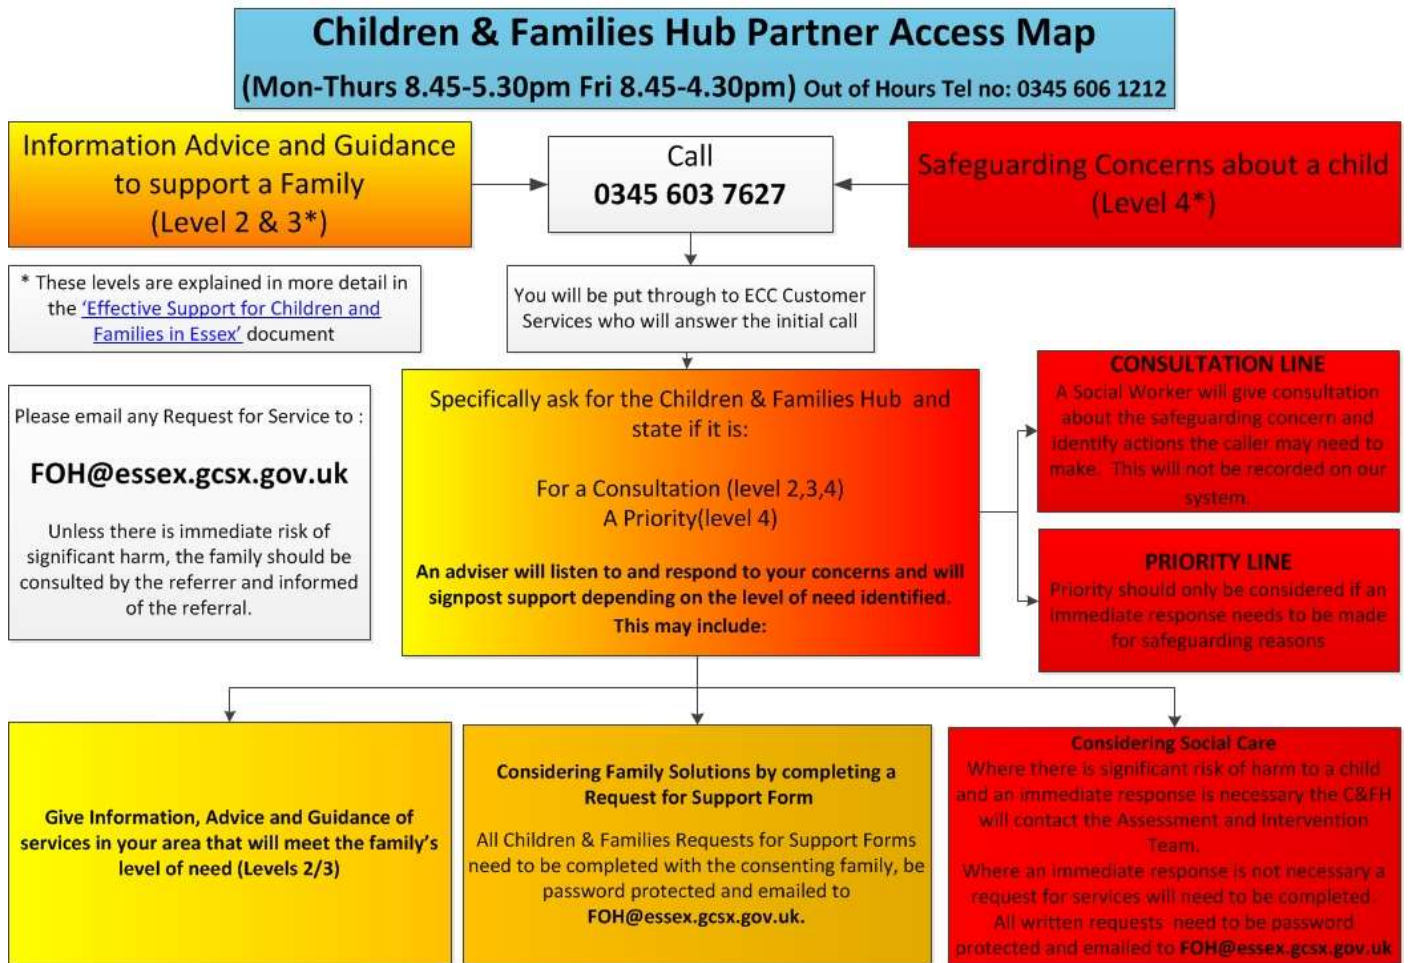 Children & Families Hub Partner Access Map
(Mon-Thurs 8.45-5.30pm Fri 8.45-4.30pm) Out of Hours Tel no: 0345 606 1212
Information Advice and Guidance
to support a Family
(Level 2 & 3*)
Call
0345 603 7627
Safeguarding Concerns about a child
(Level 4*)
* These levels are explained in more detail in
the 'Effective Support for Children and
Families in Essex' document
You will be put through to ECC Customer
Services who will answer the initial call
Please email any Request for Service to :
FOH@essex.gcsx.gov.uk
Unless there is immediate risk of
significant harm, the family should be
consulted by the referrer and informed
of the referral.
Specifically ask for the Children & Families Hub and
state if it is:
For a Consultation (level 2,3,4)
A Priority(level 4)
An adviser will listen to and respond to your concerns and will
signpost support depending on the level of need identified.
This may include:
CONSULTATION LINE
A Social Worker will give consultation
about the safeguarding concern and
identify actions the caller may need to
make. This will not be recorded on our
system.
PRIORITY LINE
Priority should only be considered if an
immediate response needs to be made
for safeguarding reasons
Give Information, Advice and Guidance of
services in your area that will meet the family's
level of need (Levels 2/3)
Considering Family Solutions by completing a
Request for Support Form
All Children & Families Requests for Support Forms
need to be completed with the consenting family, be
password protected and emailed to
FOH@essex.gcsx.gov.uk.
Considering Social Care
Where there is significant risk of harm to a child
and an immediate response is necessary the C&FH
will contact the Assessment and Intervention
Team.
Where an immediate response is not necessary a
request for services will need to be completed.
All written requests need to be password
protected and emailed to FOH@essex.gcsx.gov.uk